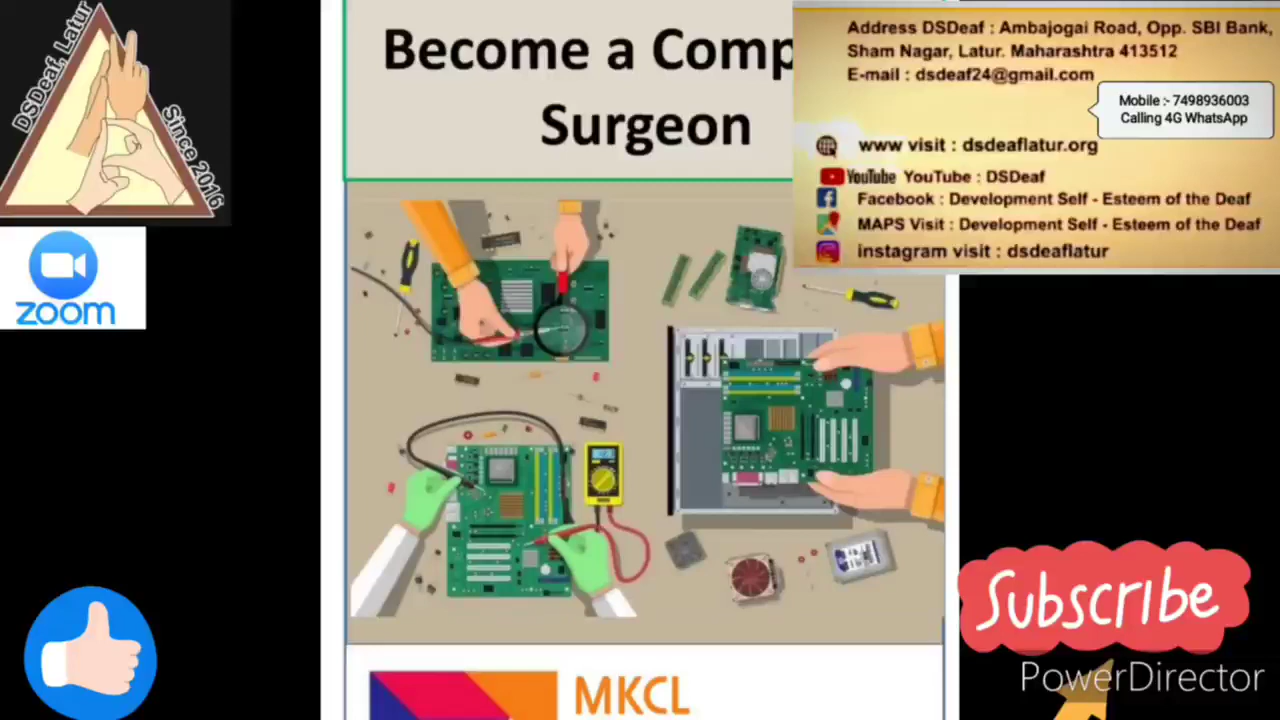 DSDeaf, Latur
Since 2016
zoom
Become a Comp
Surgeon
Address DSDeaf : Ambajogai Road, Opp. SBI Bank,
Sham Nagar, Latur. Maharashtra 413512
E-mail : dsdeaf24@gmail.com
Mobile :- 7498936003
Calling 4G WhatsApp
www visit : dsdeaflatur.org
YouTube YouTube : DSDeaf
Facebook : Development Self - Esteem of the Deaf
MAPS Visit : Development Self - Esteem of the Deaf
instagram visit : dsdeaflatur
MKCL
Subscribe
PowerDirector